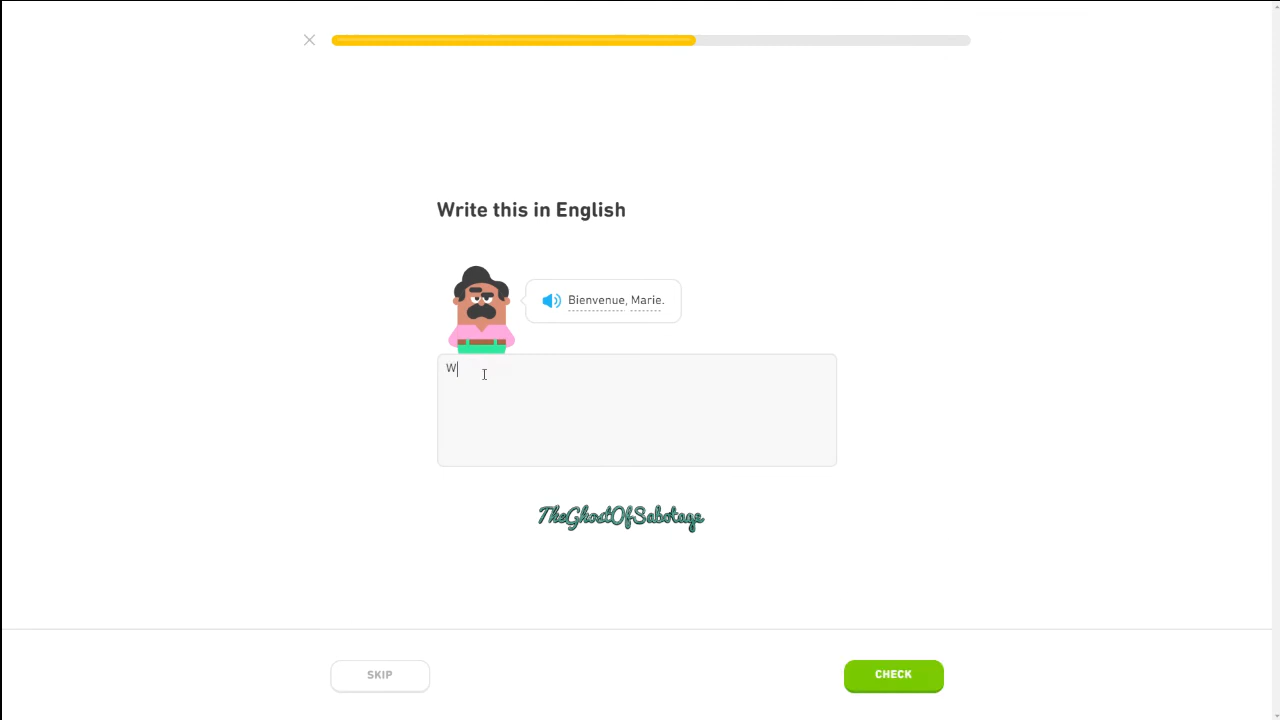 Write this in English
Bienvenue, Marie.
W
TheGhostOfSabotage
SKIP
CHECK